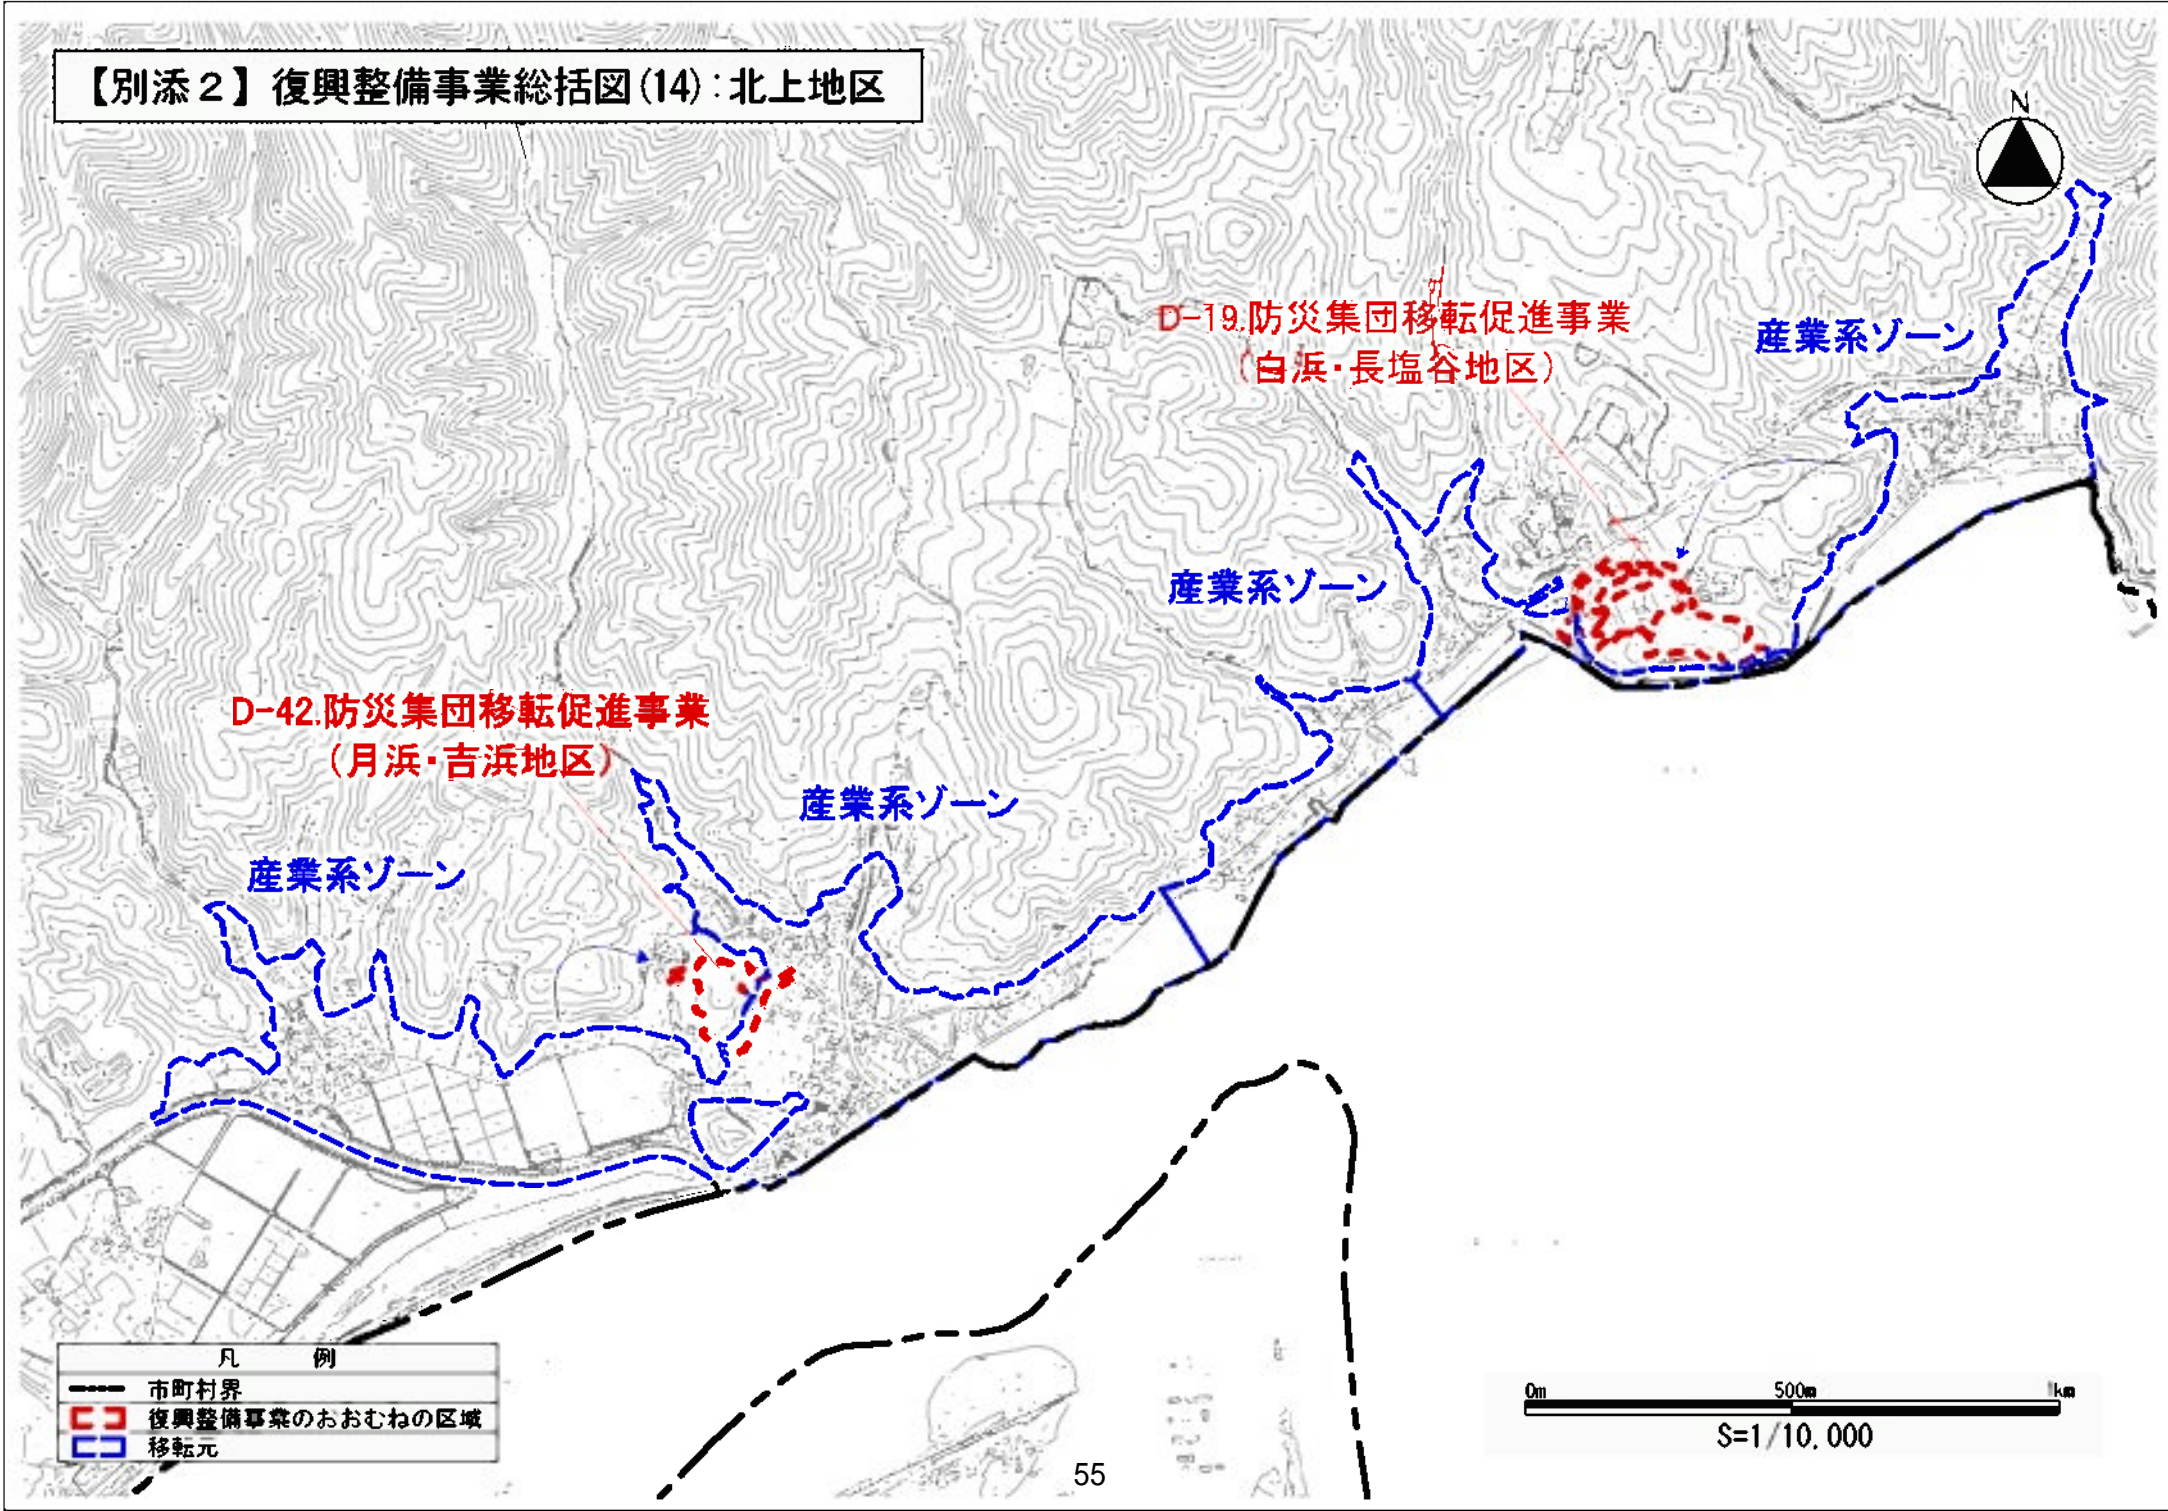 【別添2】復興整備事業総括図(14):北上地区
N
D-19.防災集団移転促進事業
(白浜・長塩谷地区)
産業系ゾーン
産業系ゾーン
D-42.防災集団移転促進事業
(月浜・吉浜地区)
産業系ゾーン
産業系ゾーン
凡 例
市町村界
復興整備事業のおおむねの区域
移転元
0m 500m 1km
S=1/10,000
55